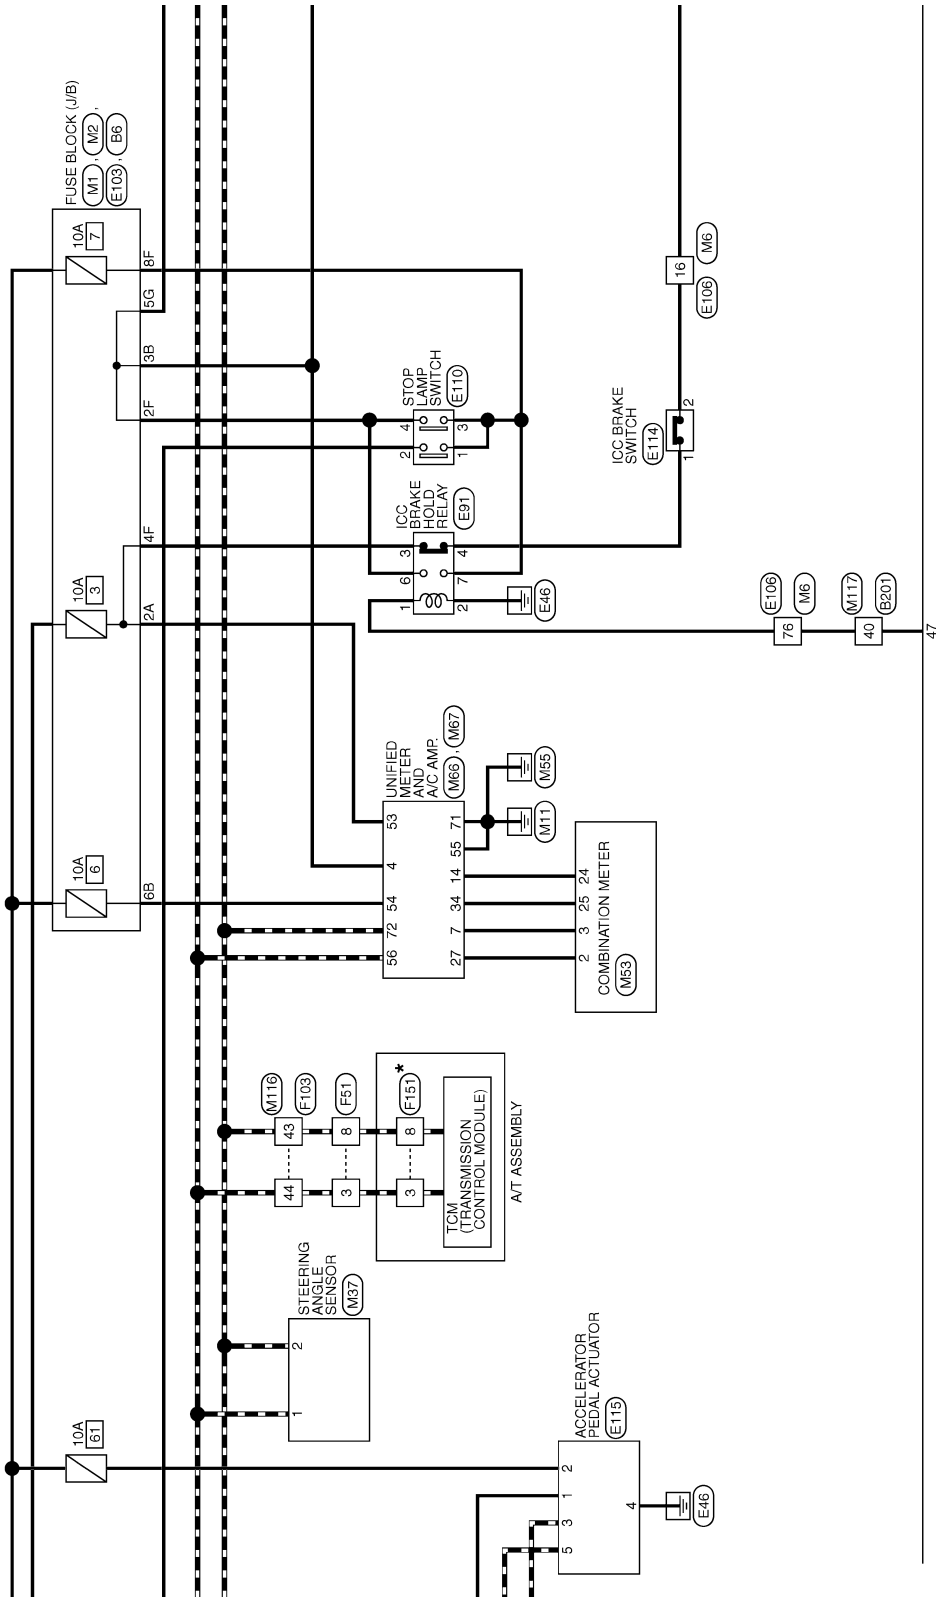 FUSE BLOCK (J/B)
M1 , M2 ,
E103 , B6
10A
7
10A
3
10A
6
10A
61
8F
5G
3B
2F
4F
2A
6B
STOP
LAMP
SWITCH
E110
4
3
2
1
ICC
BRAKE
HOLD
RELAY
E91
3
4
6
7
1
2
E46
ICC BRAKE
SWITCH
E114
2
1
16
M6
E106
E106
M6
76
M117
B201
40
47
UNIFIED
METER
AND
A/C AMP.
M66 , M67
53
4
54
72
56
71
55
14
34
7
27
M55
M11
24
25
3
2
COMBINATION METER
M53
M116
F103
43
44
F51
8
3
*
F151
8
3
TCM
(TRANSMISSION
CONTROL MODULE)
A/T ASSEMBLY
STEERING
ANGLE
SENSOR
M37
2
1
ACCELERATOR
PEDAL ACTUATOR
E115
2
1
3
5
4
E46